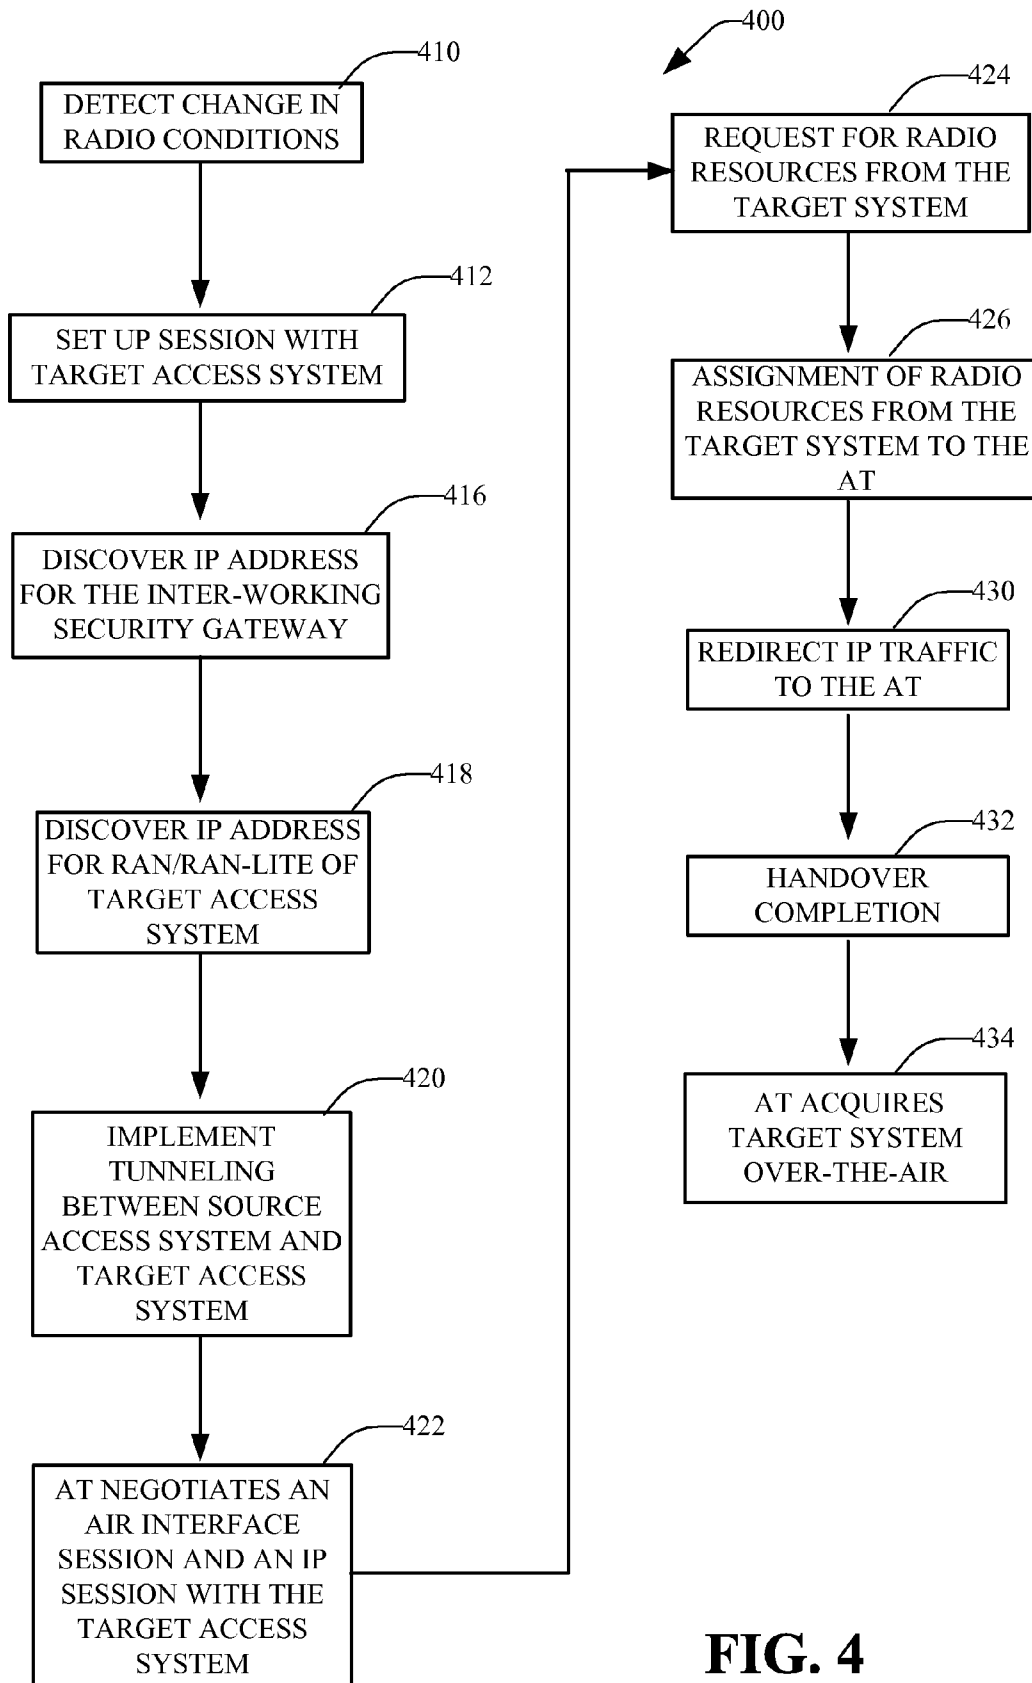 400
410
DETECT CHANGE IN
RADIO CONDITIONS
412
SET UP SESSION WITH
TARGET ACCESS SYSTEM
416
DISCOVER IP ADDRESS
FOR THE INTER-WORKING
SECURITY GATEWAY
418
DISCOVER IP ADDRESS
FOR RAN/RAN-LITE OF
TARGET ACCESS
SYSTEM
420
IMPLEMENT
TUNNELING
BETWEEN SOURCE
ACCESS SYSTEM AND
TARGET ACCESS
SYSTEM
422
AT NEGOTIATES AN
AIR INTERFACE
SESSION AND AN IP
SESSION WITH THE
TARGET ACCESS
SYSTEM
424
REQUEST FOR RADIO
RESOURCES FROM THE
TARGET SYSTEM
426
ASSIGNMENT OF RADIO
RESOURCES FROM THE
TARGET SYSTEM TO THE
AT
430
REDIRECT IP TRAFFIC
TO THE AT
432
HANDOVER
COMPLETION
434
AT ACQUIRES
TARGET SYSTEM
OVER-THE-AIR
FIG. 4